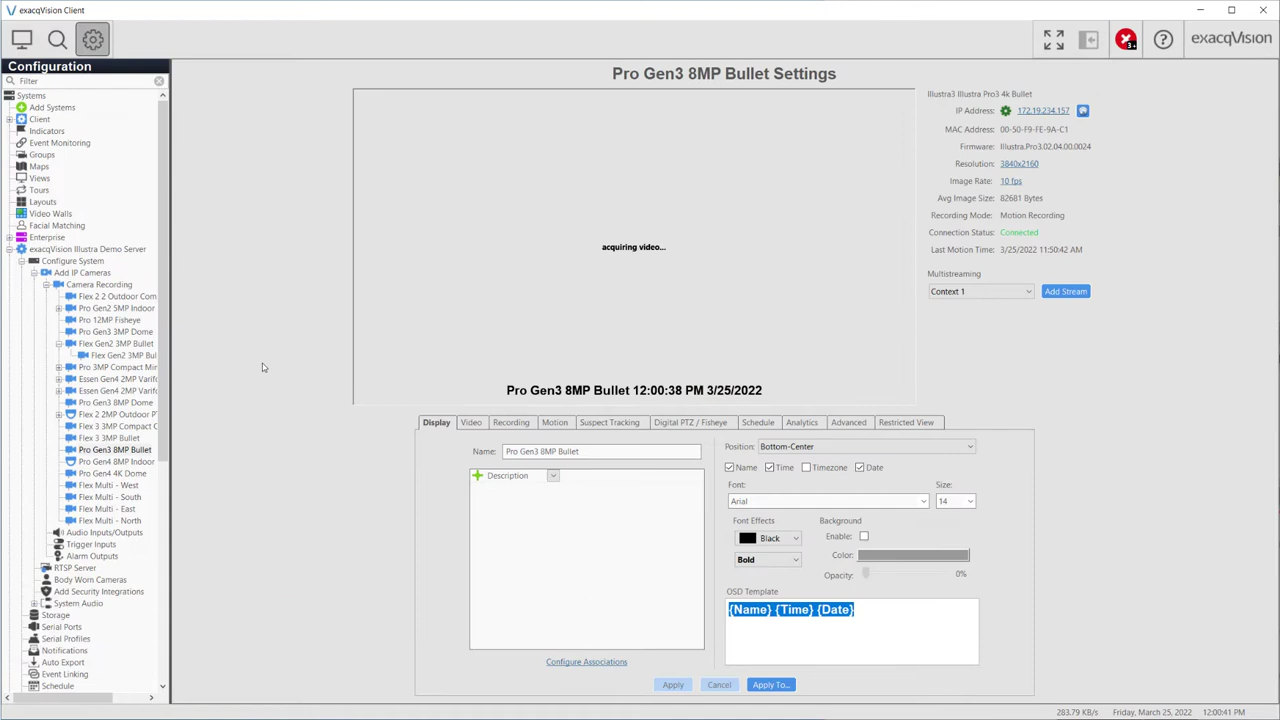 exacqVision Client
3+
exacqVision
Configuration
Filter
Systems
Add Systems
Client
Indicators
Event Monitoring
Groups
Maps
Views
Tours
Layouts
Video Walls
Facial Matching
Enterprise
exacqVision Illustra Demo Server
Configure System
Add IP Cameras
Camera Recording
Flex 2 2 Outdoor Com
Pro Gen2 5MP Indoor
Pro 12MP Fisheye
Pro Gen3 3MP Dome
Flex Gen2 3MP Bullet
Flex Gen2 3MP Bul
Pro 3MP Compact Mir
Essen Gen4 2MP Varifo
Essen Gen4 2MP Varifo
Pro Gen3 8MP Dome
Flex 2 2MP Outdoor PT
Flex 3 3MP Compact C
Flex 3 3MP Bullet
Pro Gen3 8MP Bullet
Pro Gen4 8MP Indoor
Pro Gen4 4K Dome
Flex Multi - West
Flex Multi - South
Flex Multi - East
Flex Multi - North
Audio Inputs/Outputs
Trigger Inputs
Alarm Outputs
RTSP Server
Body Worn Cameras
Add Security Integrations
System Audio
Storage
Serial Ports
Serial Profiles
Notifications
Auto Export
Event Linking
Schedule
Pro Gen3 8MP Bullet Settings
acquiring video...
Pro Gen3 8MP Bullet 12:00:38 PM 3/25/2022
Illustra3 Illustra Pro3 4k Bullet
IP Address: 172.19.234.157
MAC Address: 00-50-F9-FE-9A-C1
Firmware: Illustra.Pro3.02.04.00.0024
Resolution: 3840x2160
Image Rate: 10 fps
Avg Image Size: 82681 Bytes
Recording Mode: Motion Recording
Connection Status: Connected
Last Motion Time: 3/25/2022 11:50:42 AM
Multistreaming
Context 1 Add Stream
Display Video Recording Motion Suspect Tracking Digital PTZ / Fisheye Schedule Analytics Advanced Restricted View
Name: Pro Gen3 8MP Bullet
Description
Configure Associations
Position: Bottom-Center
Name Time Timezone Date
Font: Size:
Arial 14
Font Effects Background
Black Enable:
Bold Color:
Opacity: 0%
OSD Template
{Name} {Time} {Date}
Apply Cancel Apply To...
283.79 KB/s Friday, March 25, 2022 12:00:41 PM